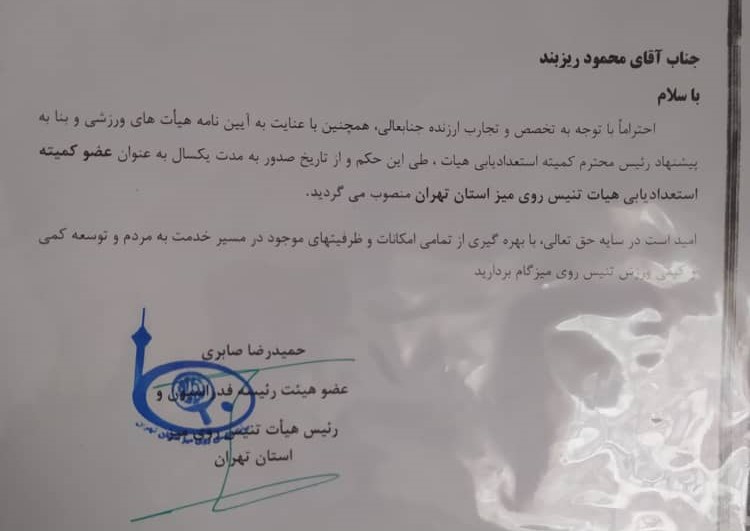 جناب آقای محمود ریزبند
با سلام
احتراماً با توجه به تخصص و تجارب ارزنده جنابعالی، همچنین با عنایت به آیین نامه هیأت های ورزشی و بنا به
پیشنهاد رئیس محترم کمیته استعدادیابی هیات ، طی این حکم و از تاریخ صدور به مدت یکسال به عنوان عضو کمیته
استعدادیابی هیات تنیس روی میز استان تهران منصوب می گردید.
امید است در سایه حق تعالی، با بهره گیری از تمامی امکانات و ظرفیتهای موجود در مسیر خدمت به مردم و توسعه کمی
و کیفی ورزش تنیس روی میزگام بردارید
حمیدرضا صابری
عضو هیئت رئیسه فدراسیون و
رئیس هیأت تنیس روی میز
استان تهران